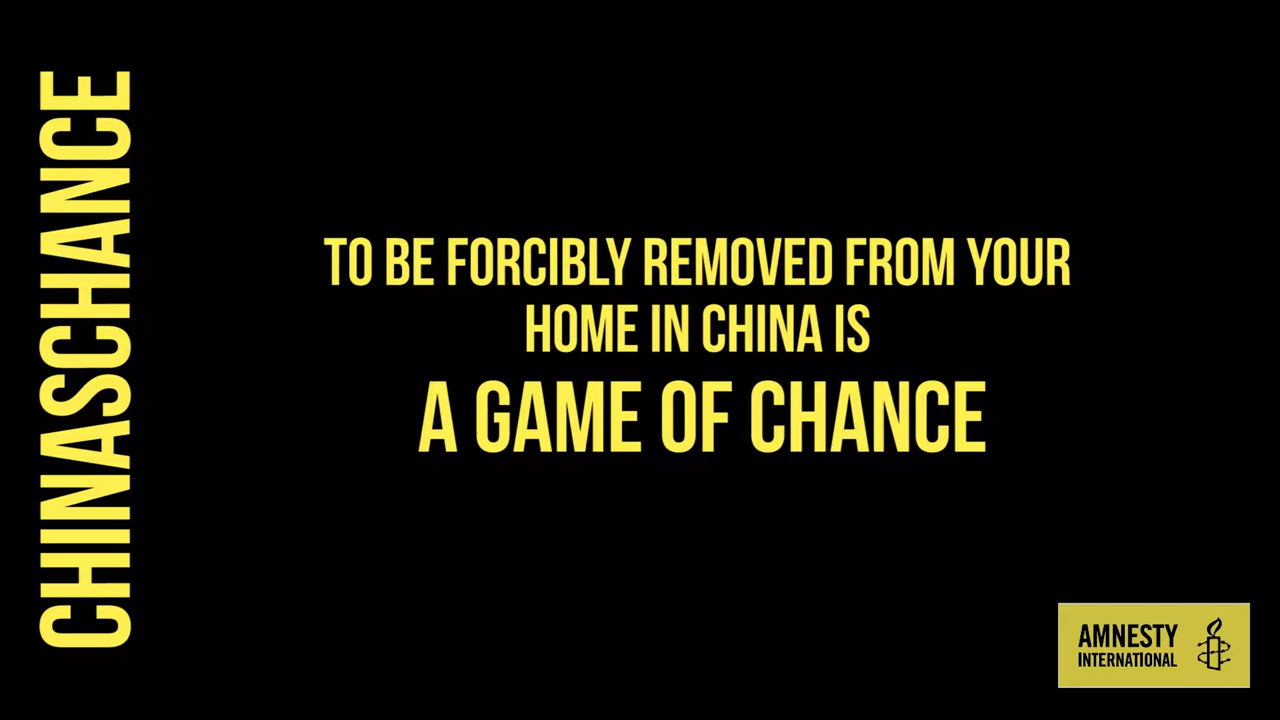 CHINASCHANCE
TO BE FORCIBLY REMOVED FROM YOUR
HOME IN CHINA IS
A GAME OF CHANCE
AMNESTY
INTERNATIONAL